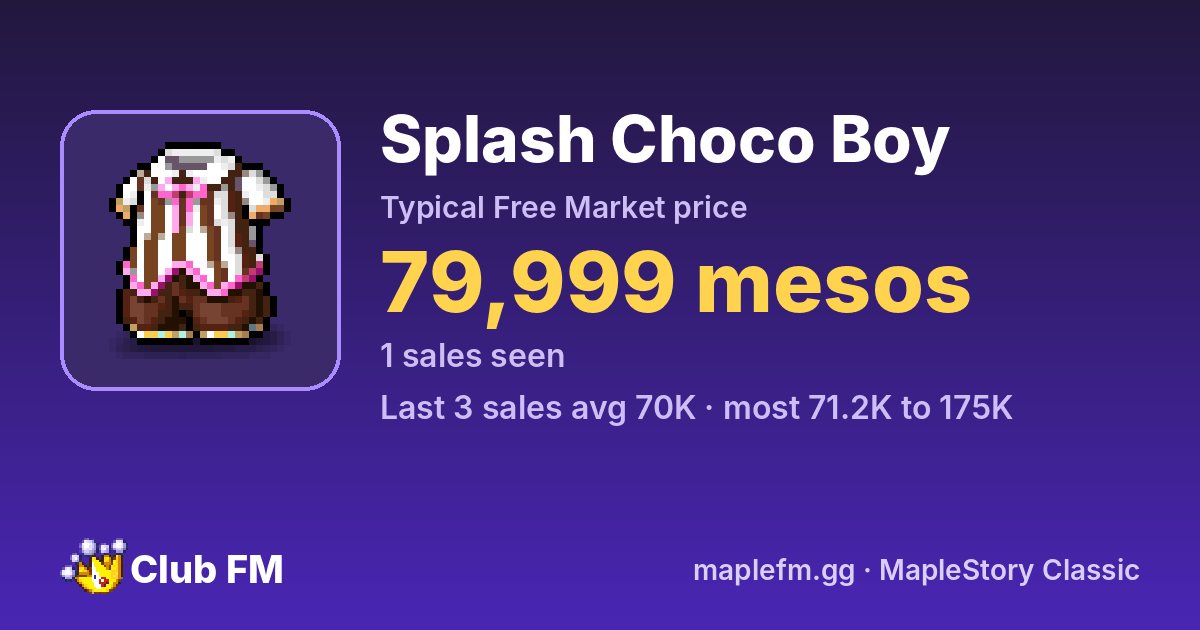 Splash Choco Boy
Typical Free Market price
79,999 mesos
1 sales seen
Last 3 sales avg 70K · most 71.2K to 175K
Club FM
maplefm.gg · MapleStory Classic